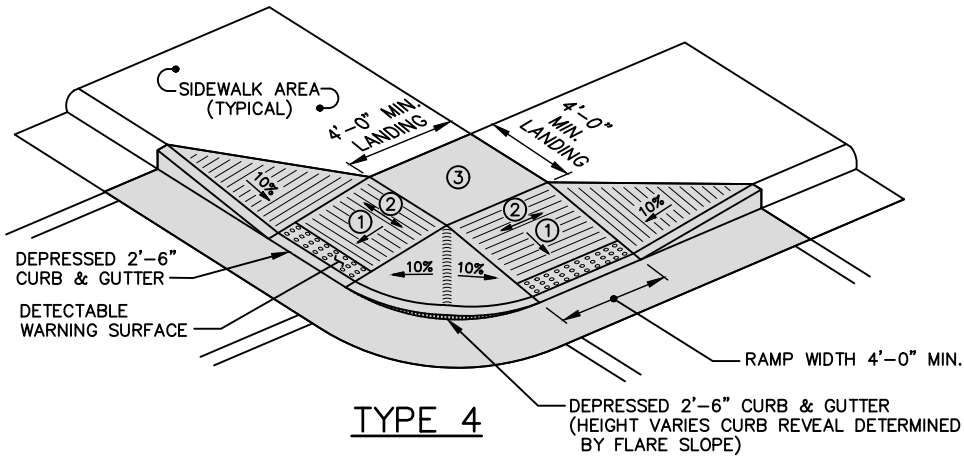 SIDEWALK AREA
(TYPICAL)
4'-0" MIN.
LANDING
4'-0"
MIN.
LANDING
3
10%
1
2
2
1
10%
10%
10%
DEPRESSED 2'-6"
CURB & GUTTER
DETECTABLE
WARNING SURFACE
RAMP WIDTH 4'-0" MIN.
TYPE 4
DEPRESSED 2'-6" CURB & GUTTER
(HEIGHT VARIES CURB REVEAL DETERMINED
BY FLARE SLOPE)